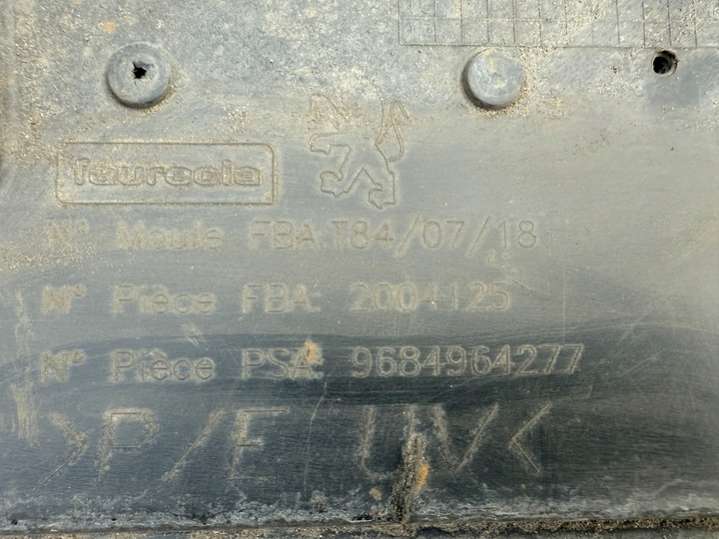 faurecia
N° Moule FBA.T84/07/18
N° Pièce FBA: 2004125
N° Pièce PSA: 9684964277
>P/E UV<